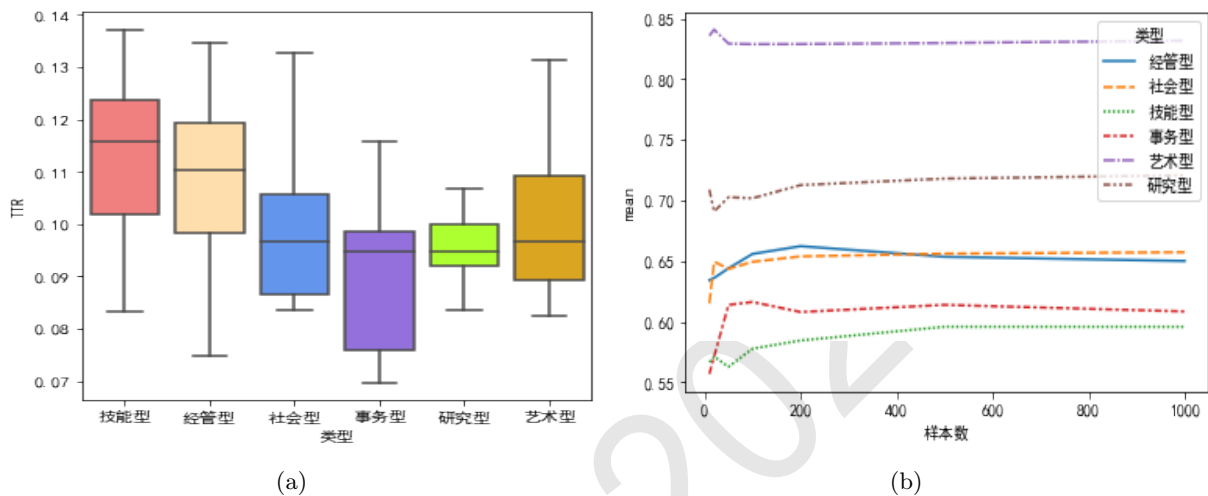 0.14
0.13
0.12
0.11
0.10
0.09
0.08
0.07
TTR
技能型
经管型
社会型
事务型
研究型
艺术型
类型
(a)
0.85
0.80
0.75
0.70
0.65
0.60
0.55
mean
类型
经管型
社会型
技能型
事务型
艺术型
研究型
0
200
400
600
800
1000
样本数
(b)